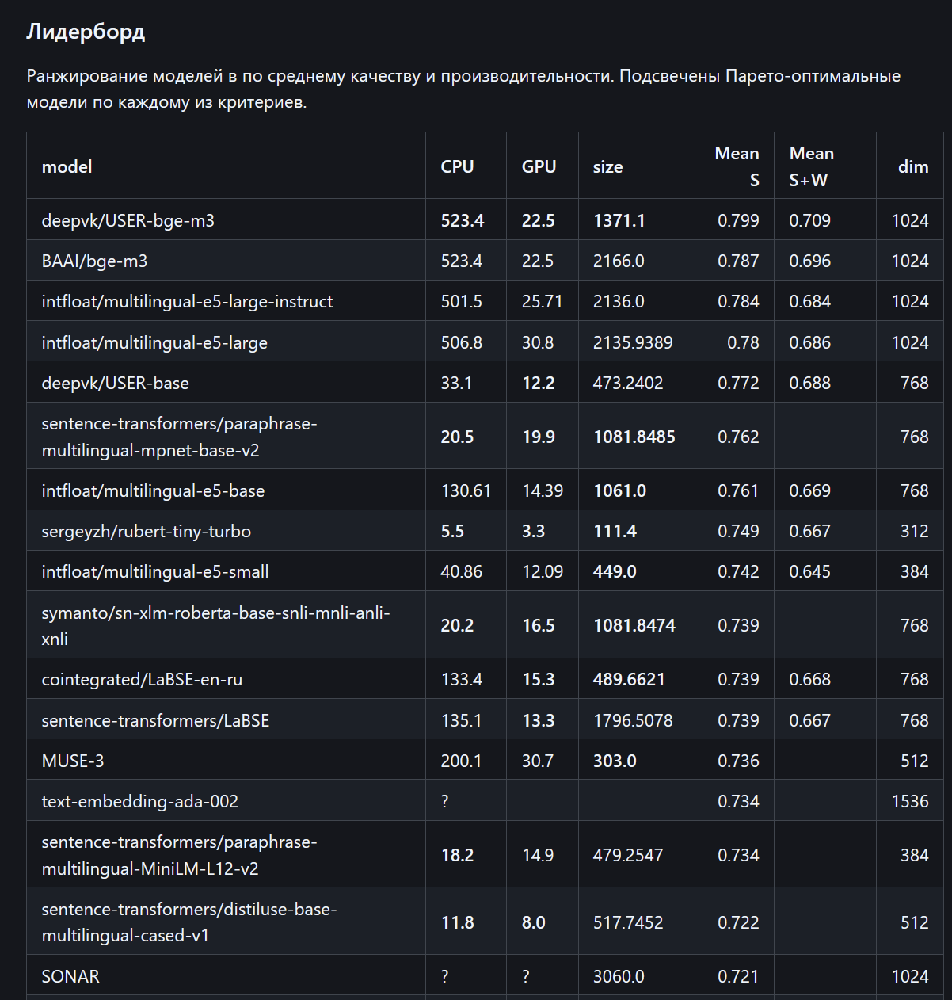 Лидерборд
Ранжирование моделей в по среднему качеству и производительности. Подсвечены Парето-оптимальные
модели по каждому из критериев.
model CPU GPU size Mean S Mean S+W dim
deepvk/USER-bge-m3 523.4 22.5 1371.1 0.799 0.709 1024
BAAI/bge-m3 523.4 22.5 2166.0 0.787 0.696 1024
intfloat/multilingual-e5-large-instruct 501.5 25.71 2136.0 0.784 0.684 1024
intfloat/multilingual-e5-large 506.8 30.8 2135.9389 0.78 0.686 1024
deepvk/USER-base 33.1 12.2 473.2402 0.772 0.688 768
sentence-transformers/paraphrase-
multilingual-mpnet-base-v2 20.5 19.9 1081.8485 0.762 768
intfloat/multilingual-e5-base 130.61 14.39 1061.0 0.761 0.669 768
sergeyzh/rubert-tiny-turbo 5.5 3.3 111.4 0.749 0.667 312
intfloat/multilingual-e5-small 40.86 12.09 449.0 0.742 0.645 384
symanto/sn-xlm-roberta-base-snli-mnli-anli-
xnli 20.2 16.5 1081.8474 0.739 768
cointegrated/LaBSE-en-ru 133.4 15.3 489.6621 0.739 0.668 768
sentence-transformers/LaBSE 135.1 13.3 1796.5078 0.739 0.667 768
MUSE-3 200.1 30.7 303.0 0.736 512
text-embedding-ada-002 ? 0.734 1536
sentence-transformers/paraphrase-
multilingual-MiniLM-L12-v2 18.2 14.9 479.2547 0.734 384
sentence-transformers/distiluse-base-
multilingual-cased-v1 11.8 8.0 517.7452 0.722 512
SONAR ? ? 3060.0 0.721 1024